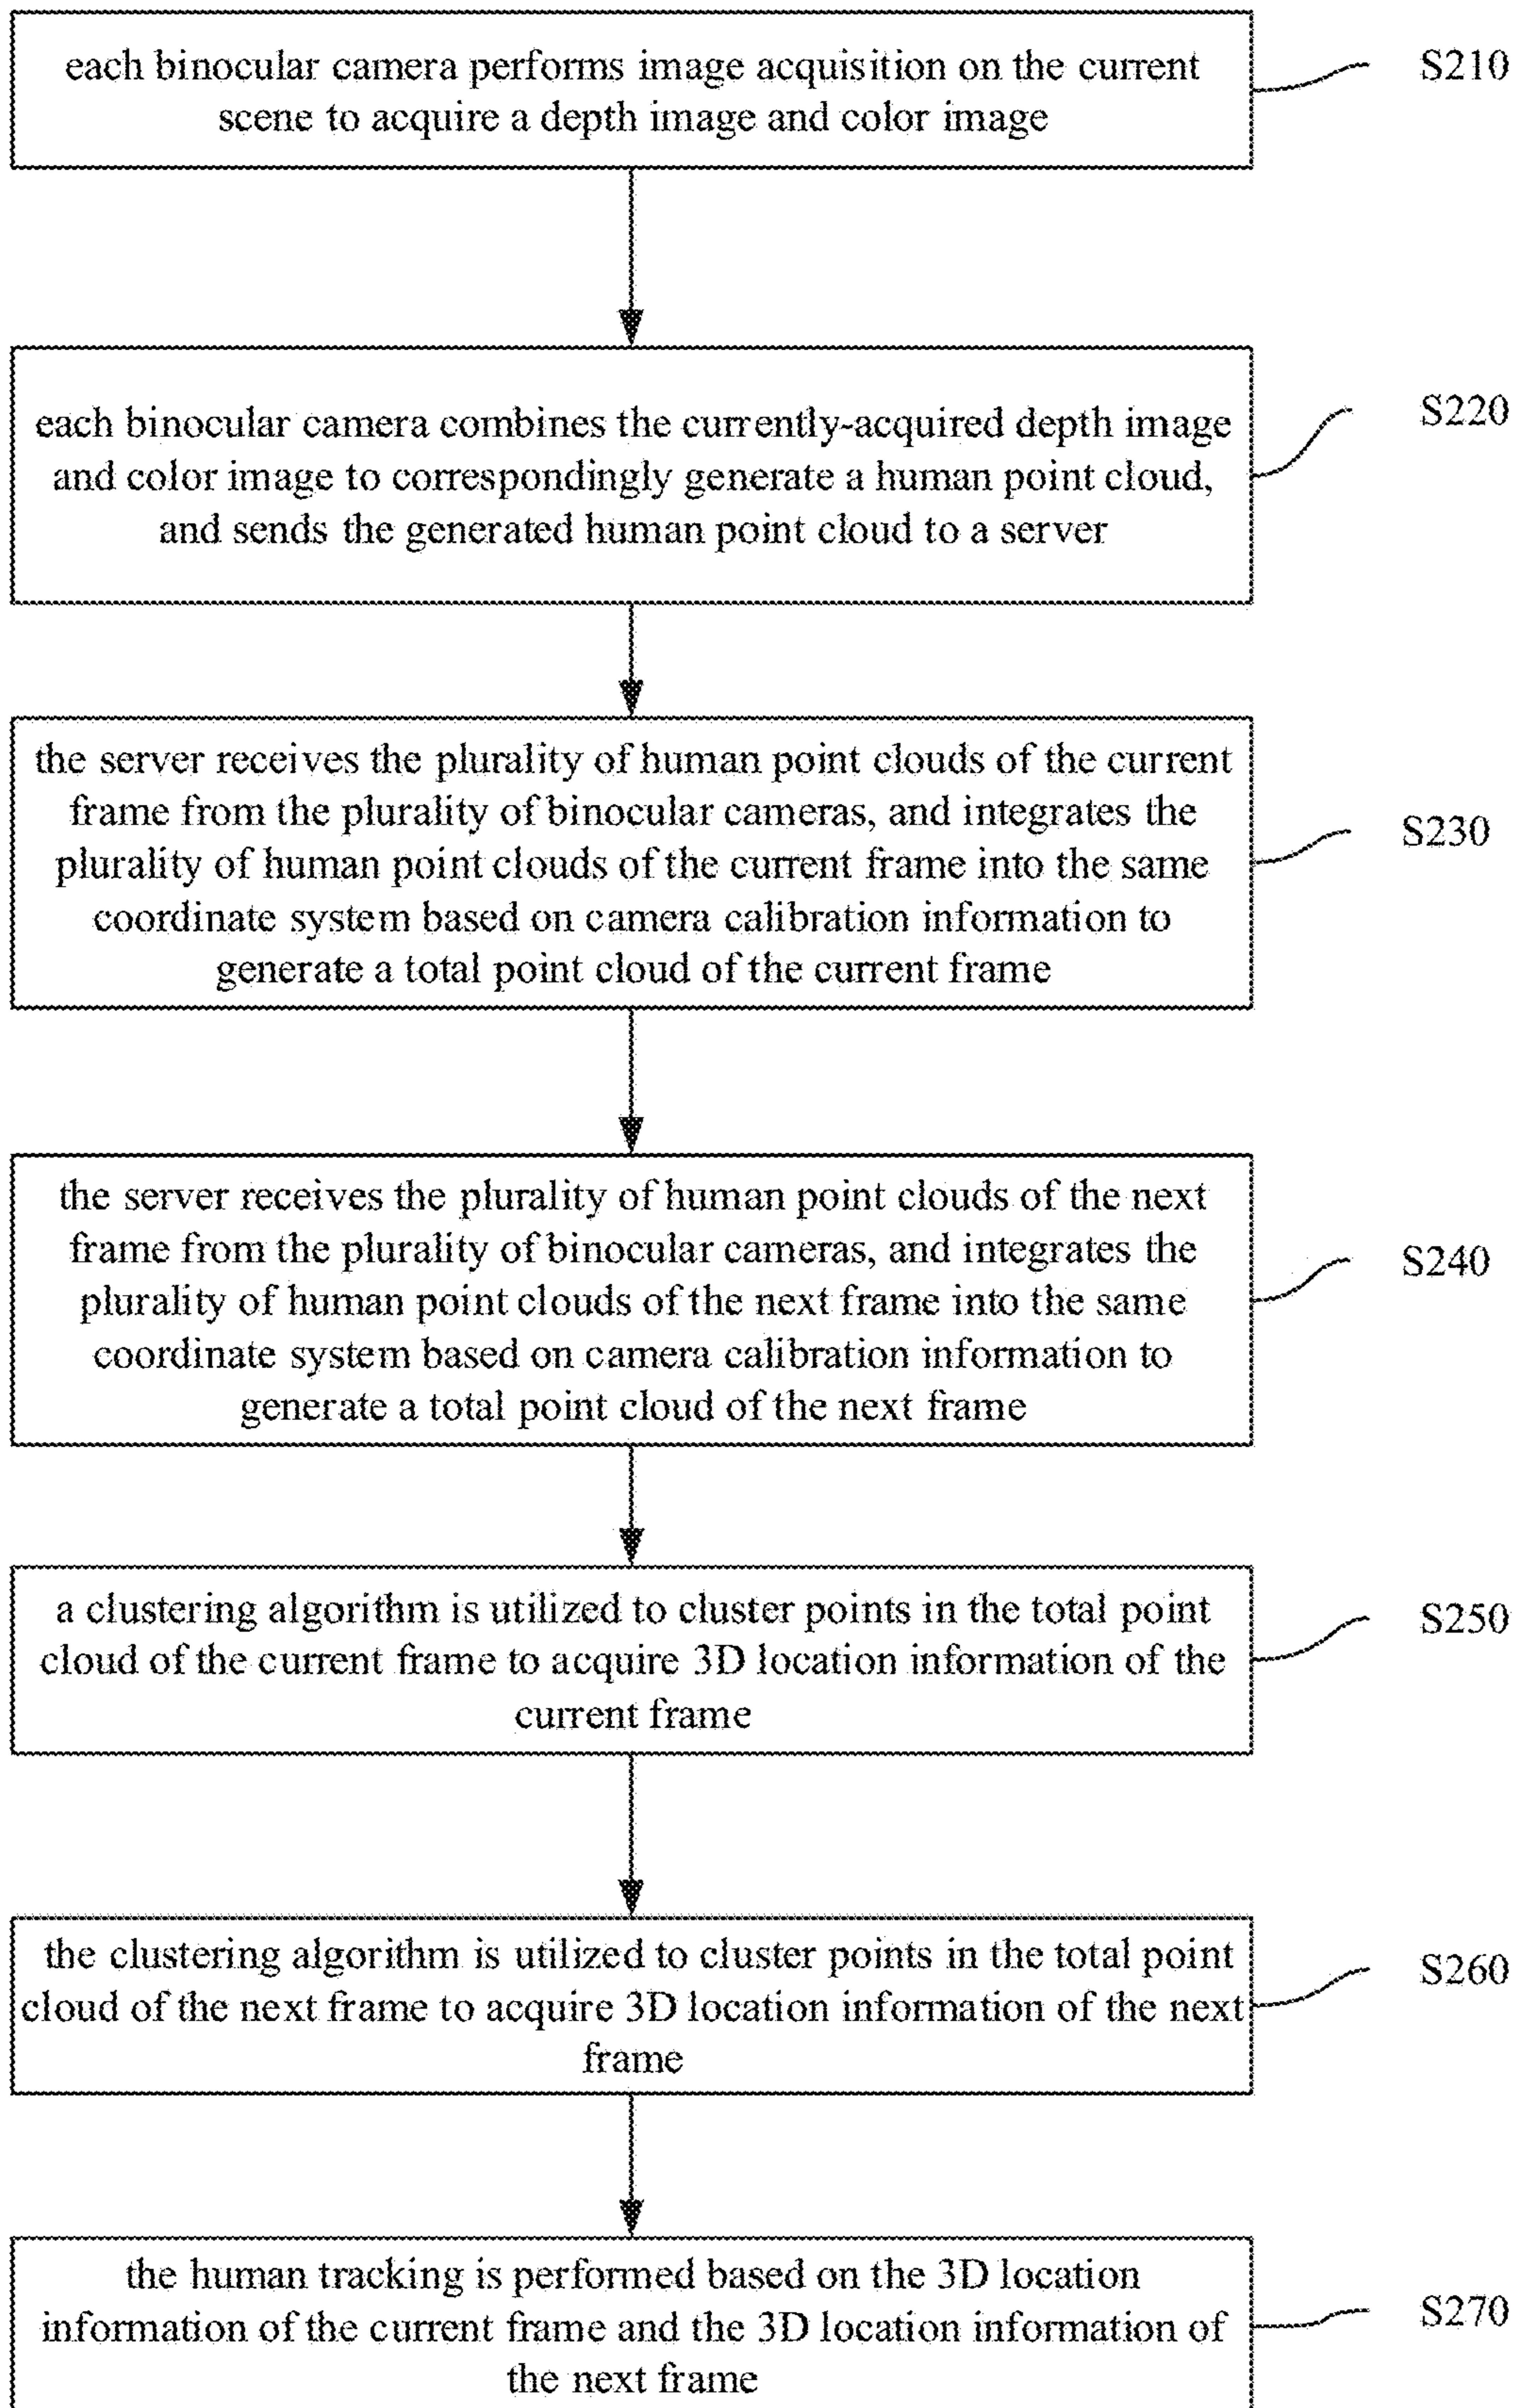 each binocular camera performs image acquisition on the current
scene to acquire a depth image and color image
S210
each binocular camera combines the currently-acquired depth image
and color image to correspondingly generate a human point cloud,
and sends the generated human point cloud to a server
S220
the server receives the plurality of human point clouds of the current
frame from the plurality of binocular cameras, and integrates the
plurality of human point clouds of the current frame into the same
coordinate system based on camera calibration information to
generate a total point cloud of the current frame
S230
the server receives the plurality of human point clouds of the next
frame from the plurality of binocular cameras, and integrates the
plurality of human point clouds of the next frame into the same
coordinate system based on camera calibration information to
generate a total point cloud of the next frame
S240
a clustering algorithm is utilized to cluster points in the total point
cloud of the current frame to acquire 3D location information of the
current frame
S250
the clustering algorithm is utilized to cluster points in the total point
cloud of the next frame to acquire 3D location information of the next
frame
S260
the human tracking is performed based on the 3D location
information of the current frame and the 3D location information of
the next frame
S270